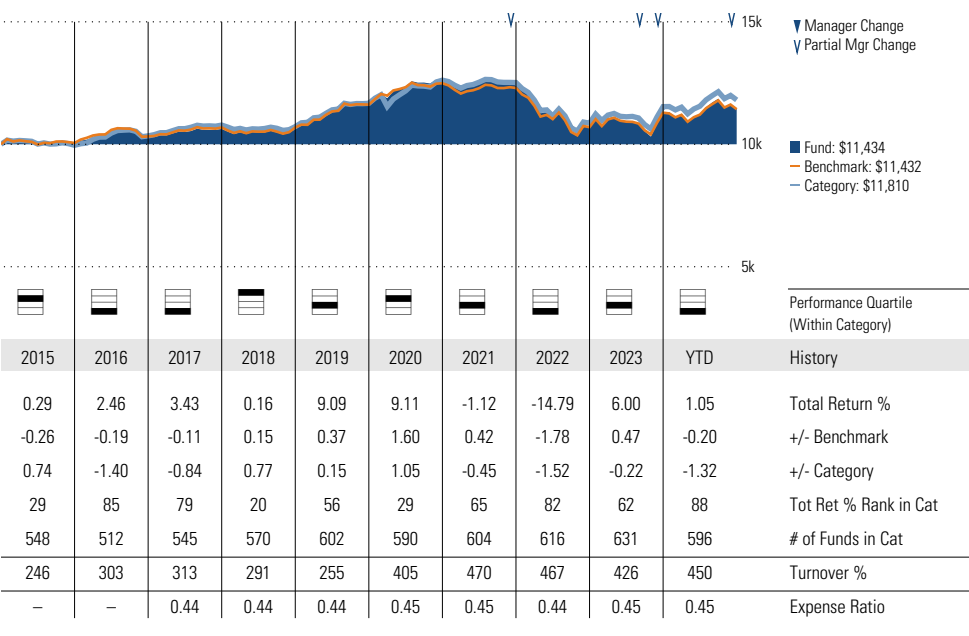 15k
▼ Manager Change
∨ Partial Mgr Change
10k
Fund: $11,434
Benchmark: $11,432
Category: $11,810
5k
Performance Quartile
(Within Category)
2015 2016 2017 2018 2019 2020 2021 2022 2023 YTD History
0.29 2.46 3.43 0.16 9.09 9.11 -1.12 -14.79 6.00 1.05 Total Return %
-0.26 -0.19 -0.11 0.15 0.37 1.60 0.42 -1.78 0.47 -0.20 +/- Benchmark
0.74 -1.40 -0.84 0.77 0.15 1.05 -0.45 -1.52 -0.22 -1.32 +/- Category
29 85 79 20 56 29 65 82 62 88 Tot Ret % Rank in Cat
548 512 545 570 602 590 604 616 631 596 # of Funds in Cat
246 303 313 291 255 405 470 467 426 450 Turnover %
– – 0.44 0.44 0.44 0.45 0.45 0.44 0.45 0.45 Expense Ratio